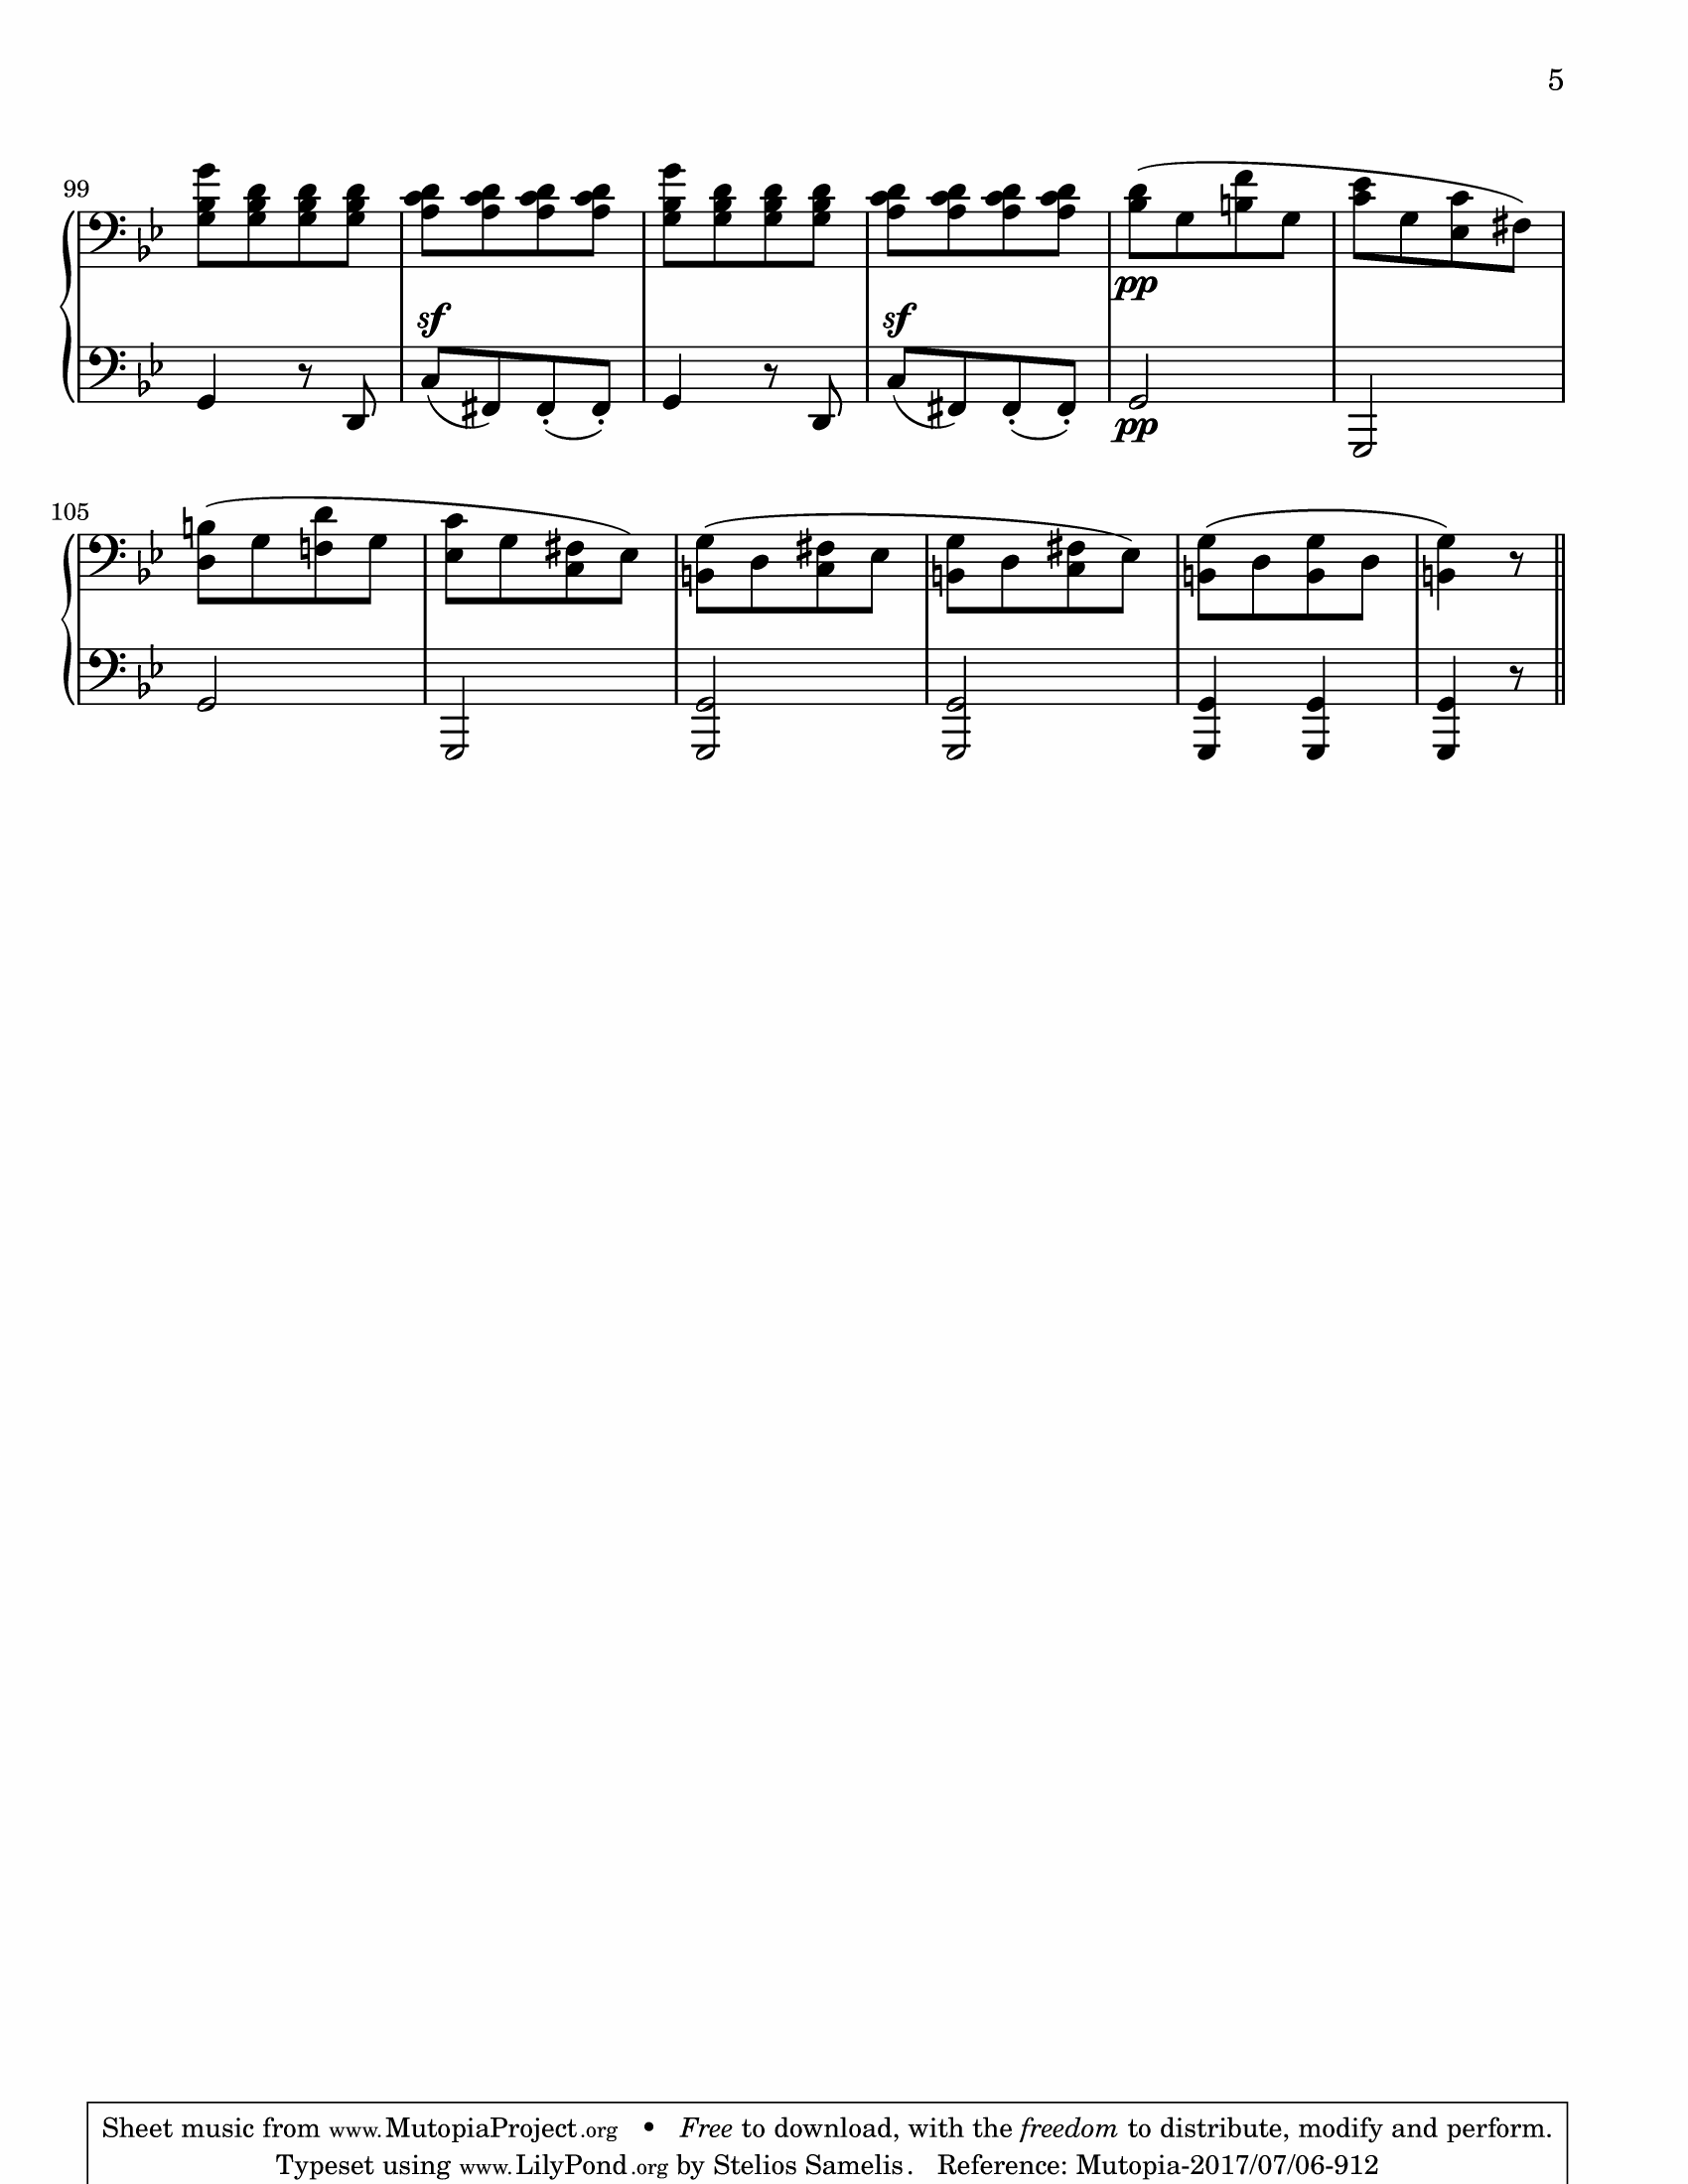 5
99
sf sf pp
pp
105
Sheet music from www.MutopiaProject.org • Free to download, with the freedom to distribute, modify and perform.
Typeset using www.LilyPond.org by Stelios Samelis. Reference: Mutopia-2017/07/06-912